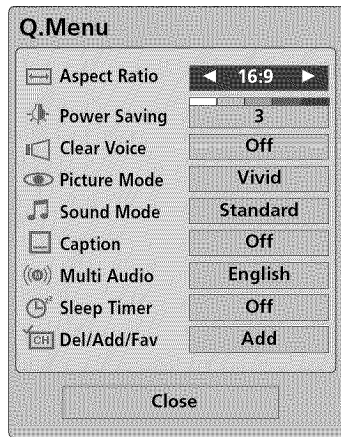 Q.Menu
Aspect Ratio ◄ 16:9 ►
Power Saving 3
Clear Voice Off
Picture Mode Vivid
Sound Mode Standard
Caption Off
Multi Audio English
Sleep Timer Off
CH Del/Add/Fav Add
Close